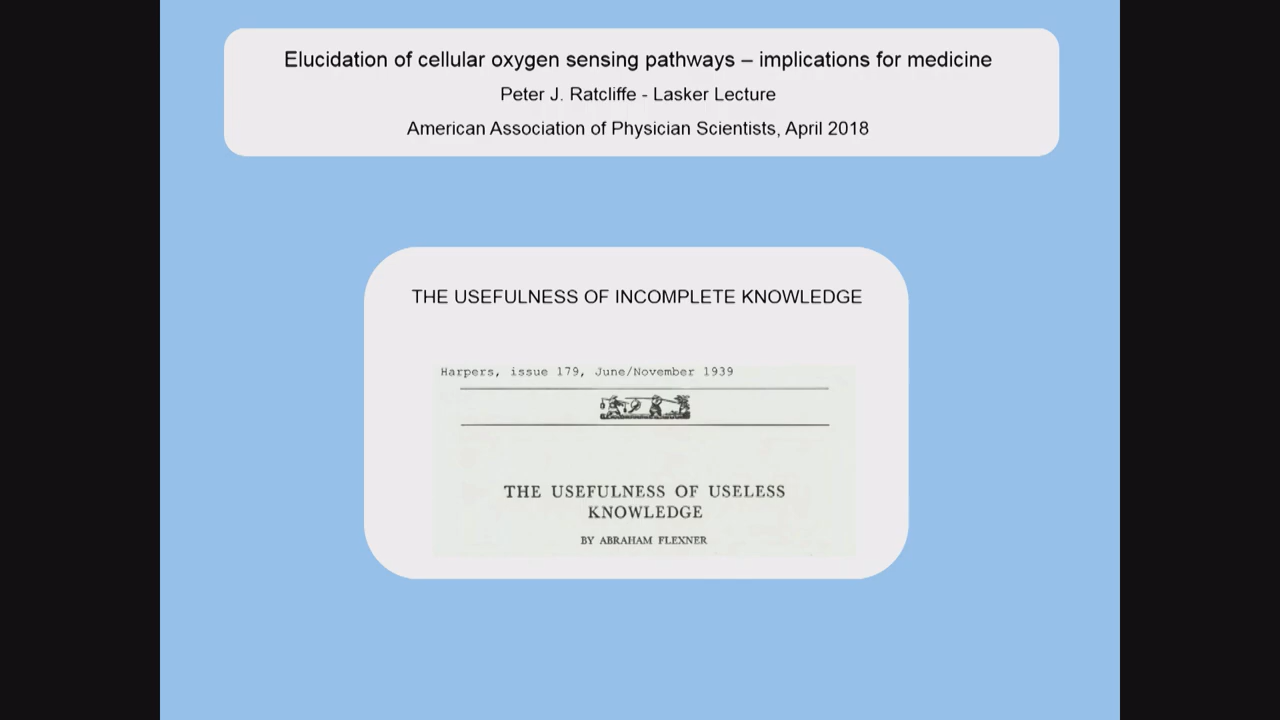 Elucidation of cellular oxygen sensing pathways – implications for medicine
Peter J. Ratcliffe - Lasker Lecture
American Association of Physician Scientists, April 2018
THE USEFULNESS OF INCOMPLETE KNOWLEDGE
Harpers, issue 179, June/November 1939
THE USEFULNESS OF USELESS
KNOWLEDGE
BY ABRAHAM FLEXNER